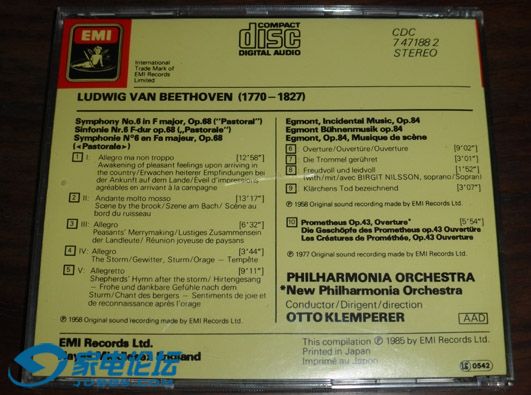 EMI
International
Trade Mark of
EMI Records
Limited
COMPACT
disc
DIGITAL AUDIO
CDC
7 47188 2
STEREO
LUDWIG VAN BEETHOVEN (1770–1827)
Symphony No.6 in F major, Op.68 ("Pastoral")
Sinfonie Nr.6 F-dur op.68 („Pastorale")
Symphonie N°6 en Fa majeur, Op.68
(«Pastorale»)
1 I: Allegro ma non troppo [12'58"]
Awakening of pleasant feelings upon arriving in the
country/Erwachen heiterer Empfindungen bei
der Ankunft auf dem Lande/Éveil d'impressions
agréables en arrivant à la campagne
2 II: Andante molto mosso [13'17"]
Scene by the brook/Szene am Bach/ Scène au
bord du ruisseau
3 III: Allegro [6'32"]
Peasants' Merrymaking/Lustiges Zusammensein
der Landleute/ Réunion joyeuse de paysans
4 IV: Allegro [3'44"]
The Storm/Gewitter, Sturm/Orage – Tempête
5 V: Allegretto [9'11"]
Shepherds' Hymn after the storm/ Hirtengesang
– Frohe und dankbare Gefühle nach dem
Sturm/Chant des bergers – Sentiments de joie et
de reconnaissance après l'orage
℗ 1958 Original sound recording made by EMI Records Ltd.
Egmont, Incidental Music, Op.84
Egmont Bühnenmusik op.84
Egmont, Op.84, Musique de scène
6 Overture/Ouvertüre/Ouverture [9'02"]
7 Die Trommel gerühret [3'01"]
8 Freudvoll und leidvoll [1'52"]
(with/mit/avec BIRGIT NILSSON, soprano/Sopran)
9 Klärchens Tod bezeichnend [3'07"]
℗ 1958 Original sound recording made by EMI Records Ltd.
10 Prometheus Op.43, Overture* [5'54"]
Die Geschöpfe des Prometheus op.43 Ouvertüre
Les Créatures de Prométhée, Op.43 Ouverture
℗ 1977 Original sound recording made by EMI Records Ltd.
PHILHARMONIA ORCHESTRA
*New Philharmonia Orchestra
Conductor/Dirigent/direction
OTTO KLEMPERER
AAD
EMI Records Ltd.
Hayes Middlesex England
This compilation ℗ 1985 by EMI Records Ltd.
Printed in Japan
Imprimé au Japon
LC 0542
家电论坛